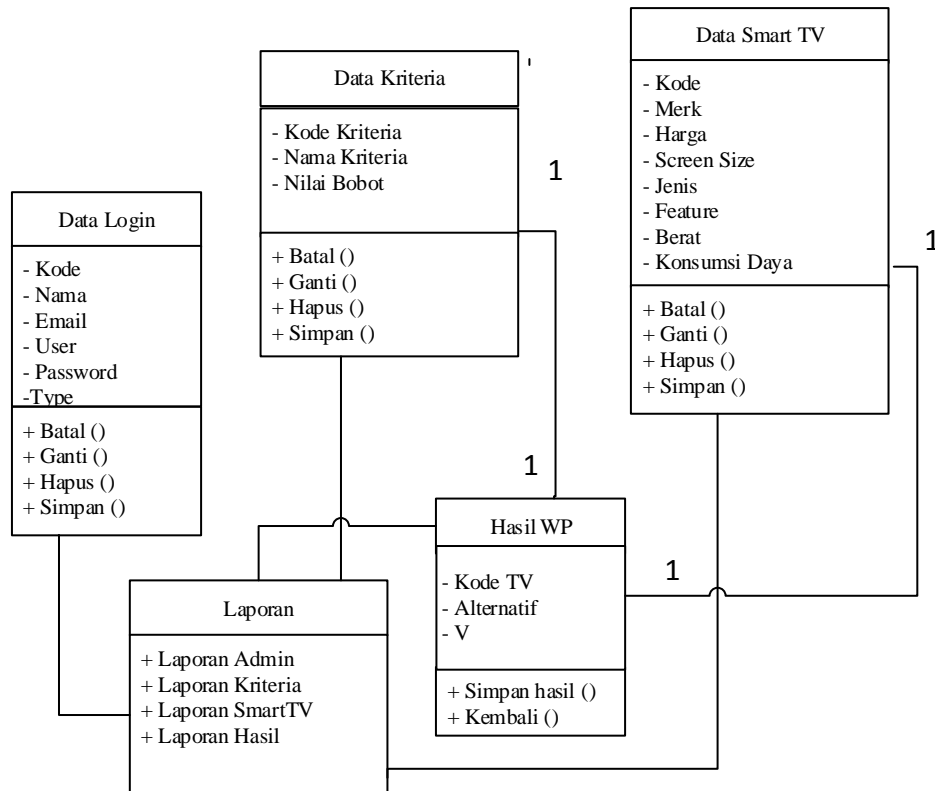 Data Login
- Kode
- Nama
- Email
- User
- Password
-Type
+ Batal ()
+ Ganti ()
+ Hapus ()
+ Simpan ()
Data Kriteria
- Kode Kriteria
- Nama Kriteria
- Nilai Bobot
+ Batal ()
+ Ganti ()
+ Hapus ()
+ Simpan ()
1
1
Data Smart TV
- Kode
- Merk
- Harga
- Screen Size
- Jenis
- Feature
- Berat
- Konsumsi Daya
+ Batal ()
+ Ganti ()
+ Hapus ()
+ Simpan ()
1
1
Hasil WP
- Kode TV
- Alternatif
- V
+ Simpan hasil ()
+ Kembali ()
Laporan
+ Laporan Admin
+ Laporan Kriteria
+ Laporan SmartTV
+ Laporan Hasil